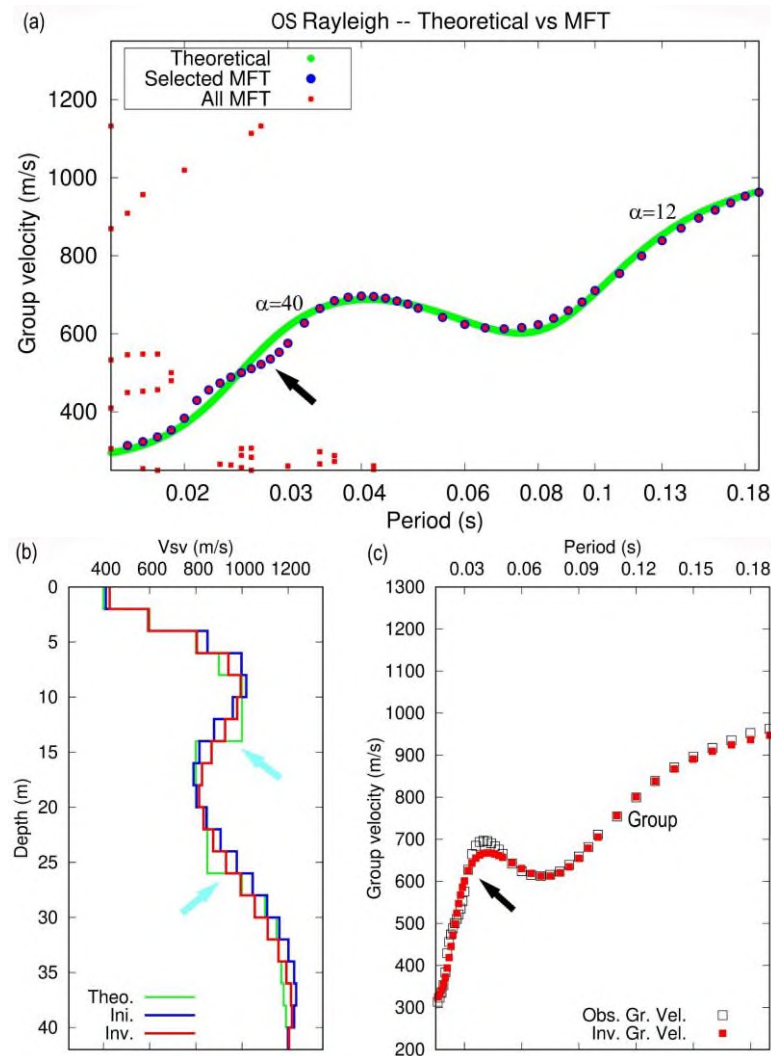 (a)
OS Rayleigh -- Theoretical vs MFT
Theoretical
Selected MFT
All MFT
Group velocity (m/s)
1200
1000
800
600
400
α=40
α=12
0.02 0.03 0.04 0.06 0.08 0.1 0.13 0.18
Period (s)
(b)
Vsv (m/s)
400 600 800 1000 1200
Depth (m)
0
5
10
15
20
25
30
35
40
Theo.
Ini.
Inv.
(c)
Period (s)
0.03 0.06 0.09 0.12 0.15 0.18
Group velocity (m/s)
1300
1200
1100
1000
900
800
700
600
500
400
300
200
Group
Obs. Gr. Vel.
Inv. Gr. Vel.